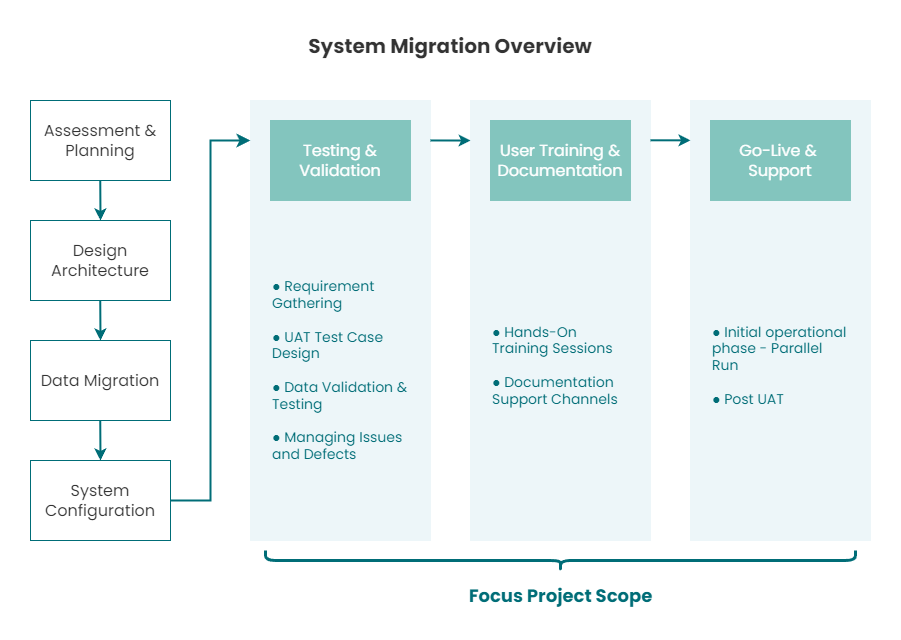 System Migration Overview
Assessment &
Planning
Design
Architecture
Data Migration
System
Configuration
Testing &
Validation
● Requirement
Gathering
● UAT Test Case
Design
● Data Validation &
Testing
● Managing Issues
and Defects
User Training &
Documentation
● Hands-On
Training Sessions
● Documentation
Support Channels
Go-Live &
Support
● Initial operational
phase - Parallel
Run
● Post UAT
Focus Project Scope